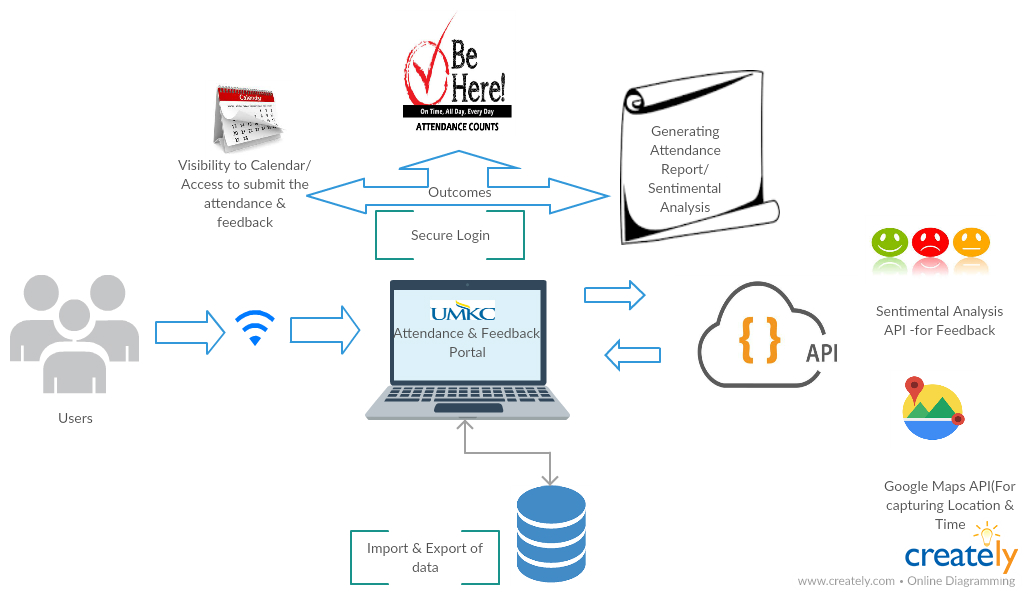 Be
Here!
On Time, All Day, Every Day
ATTENDANCE COUNTS
Calendar
Visibility to Calendar/
Access to submit the
attendance &
feedback
Generating
Attendance
Report/
Sentimental
Analysis
Outcomes
Secure Login
UMKC
Attendance & Feedback
Portal
Users
{ }
API
Sentimental Analysis
API -for Feedback
Google Maps API(For
capturing Location &
Time
Import & Export of
data
creately
www.creately.com • Online Diagramming